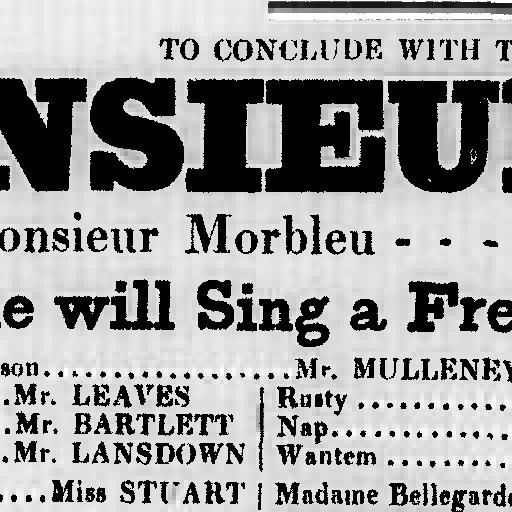 TO CONCLUDE WITH T
NSIEU
onsieur Morbleu - - -
e will Sing a Fre
son..................Mr. MULLENEY
..Mr. LEAVES | Rusty ...........
..Mr. BARTLETT | Nap.............
..Mr. LANSDOWN | Wantem .........
....Miss STUART | Madame Bellegarde